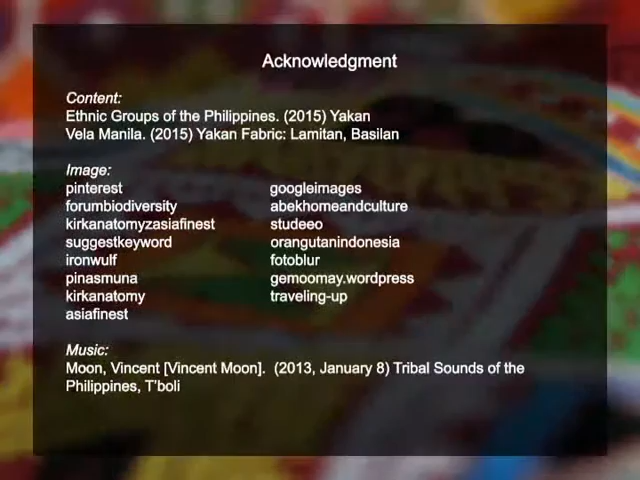 Acknowledgment
Content:
Ethnic Groups of the Philippines. (2015) Yakan
Vela Manila. (2015) Yakan Fabric: Lamitan, Basilan
Image:
pinterest
forumbiodiversity
kirkanatomyzasiafinest
suggestkeyword
ironwulf
pinasmuna
kirkanatomy
asiafinest
googleimages
abekhomeandculture
studeeo
orangutanindonesia
fotoblur
gemoomay.wordpress
traveling-up
Music:
Moon, Vincent [Vincent Moon].  (2013, January 8) Tribal Sounds of the
Philippines, T'boli